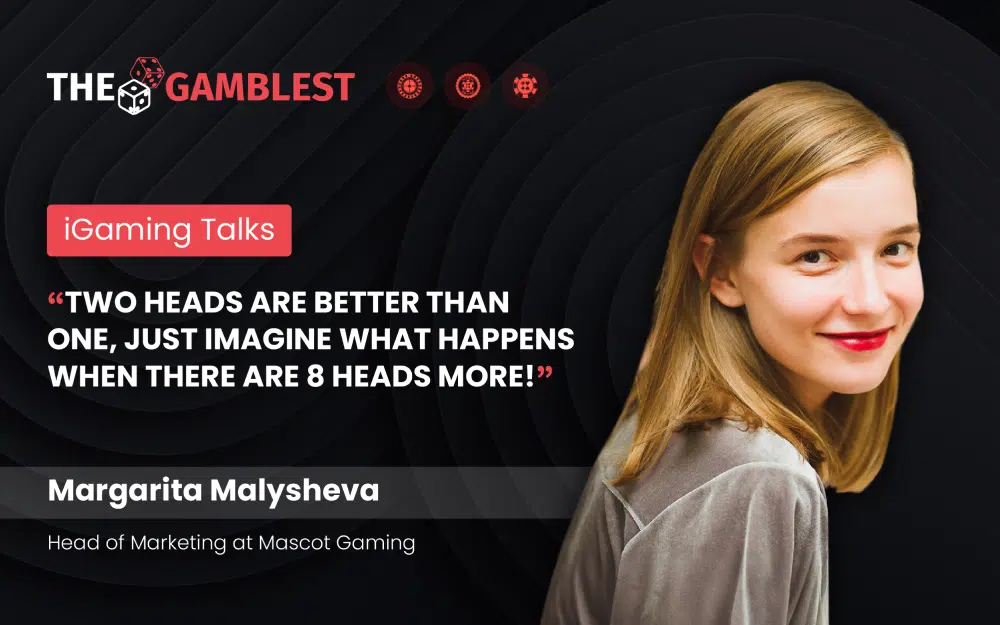 THE GAMBLEST
iGaming Talks
“TWO HEADS ARE BETTER THAN
ONE, JUST IMAGINE WHAT HAPPENS
WHEN THERE ARE 8 HEADS MORE!”
Margarita Malysheva
Head of Marketing at Mascot Gaming